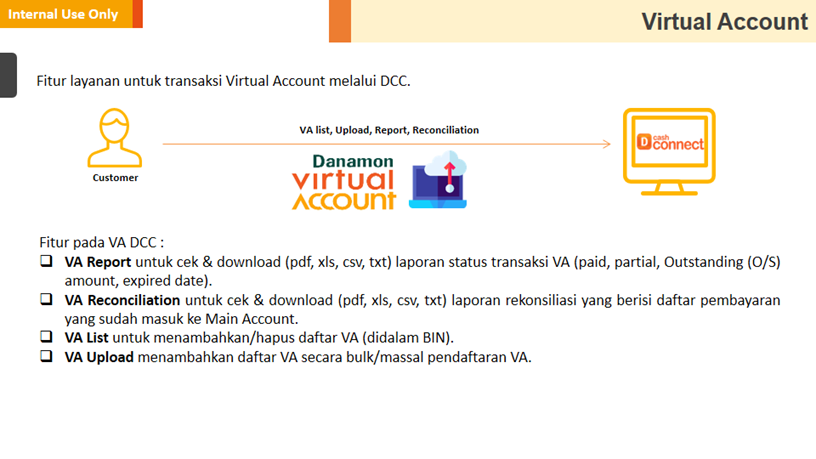 Internal Use Only
Virtual Account
Fitur layanan untuk transaksi Virtual Account melalui DCC.
VA list, Upload, Report, Reconciliation
Customer
Danamon
virtual
account
D cash
connect
Fitur pada VA DCC :
❑ VA Report untuk cek & download (pdf, xls, csv, txt) laporan status transaksi VA (paid, partial, Outstanding (O/S)
amount, expired date).
❑ VA Reconciliation untuk cek & download (pdf, xls, csv, txt) laporan rekonsiliasi yang berisi daftar pembayaran
yang sudah masuk ke Main Account.
❑ VA List untuk menambahkan/hapus daftar VA (didalam BIN).
❑ VA Upload menambahkan daftar VA secara bulk/massal pendaftaran VA.